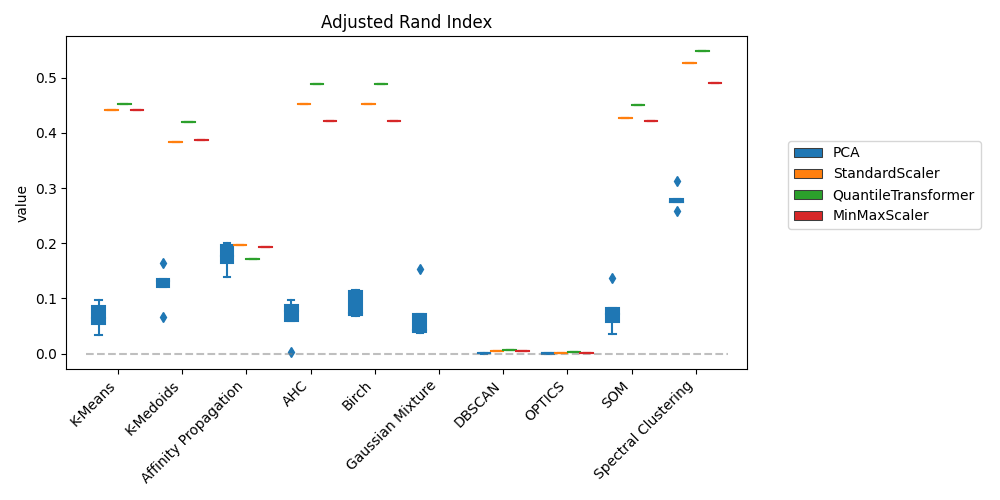 Adjusted Rand Index
value
0.5
0.4
0.3
0.2
0.1
0.0
K-Means
K-Medoids
Affinity Propagation
AHC
Birch
Gaussian Mixture
DBSCAN
OPTICS
SOM
Spectral Clustering
PCA
StandardScaler
QuantileTransformer
MinMaxScaler